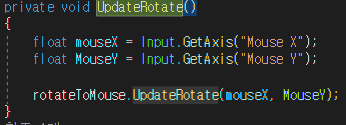 private void UpdateRotate()
{
    float mouseX = Input.GetAxis("Mouse X");
    float MouseY = Input.GetAxis("Mouse Y");

    rotateToMouse.UpdateRotate(mouseX, MouseY);
}